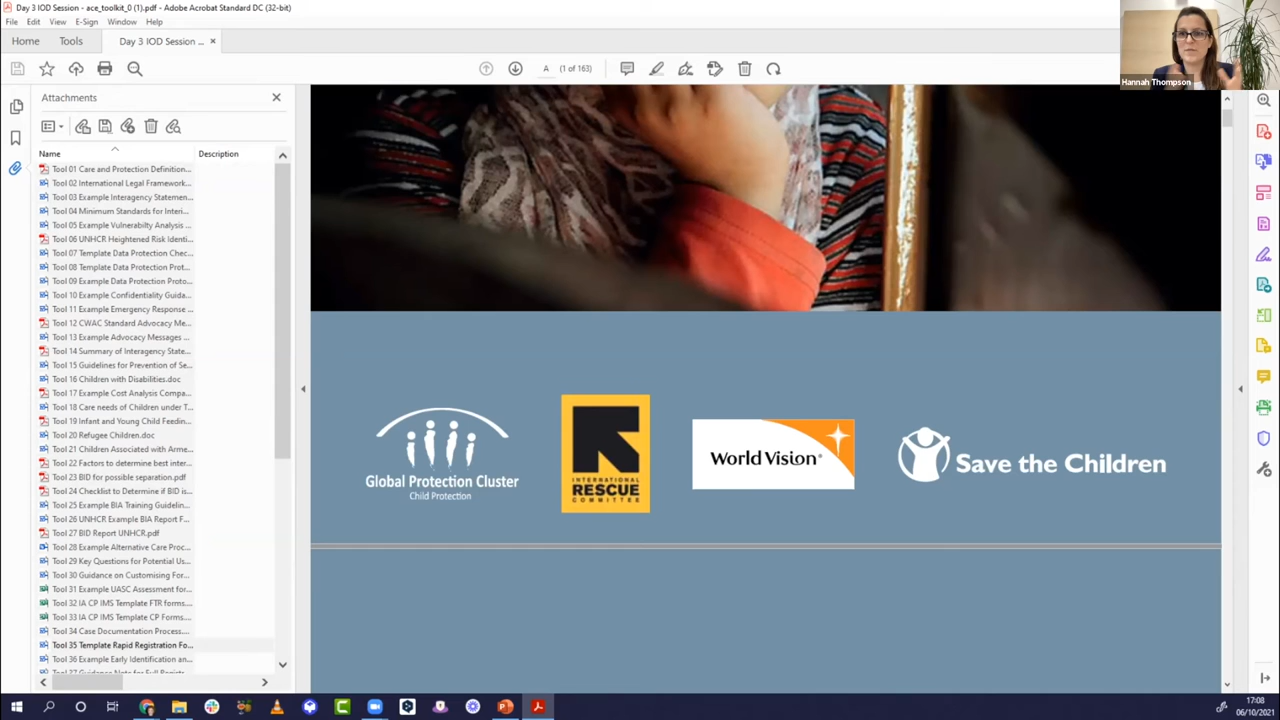 Day 3 IOD Session - ace_toolkit_0 (1).pdf - Adobe Acrobat Standard DC (32-bit)
File Edit View E-Sign Window Help
Home Tools Day 3 IOD Session ... ×
A (1 of 163)
Hannah Thompson
Attachments
Name Description
Tool 01 Care and Protection Definition...
Tool 02 International Legal Framework...
Tool 03 Example Interagency Statemen...
Tool 04 Minimum Standards for Interi...
Tool 05 Example Vulnerabilty Analysis ...
Tool 06 UNHCR Heightened Risk Identi...
Tool 07 Template Data Protection Chec...
Tool 08 Template Data Protection Prot...
Tool 09 Example Data Protection Proto...
Tool 10 Example Confidentiality Guida...
Tool 11 Example Emergency Response ...
Tool 12 CWAC Standard Advocacy Me...
Tool 13 Example Advocacy Messages ...
Tool 14 Summary of Interagency State...
Tool 15 Guidelines for Prevention of Se...
Tool 16 Children with Disabilities.doc
Tool 17 Example Cost Analysis Compa...
Tool 18 Care needs of Children under T...
Tool 19 Infant and Young Child Feedin...
Tool 20 Refugee Children.doc
Tool 21 Children Associated with Arme...
Tool 22 Factors to determine best inter...
Tool 23 BID for possible separation.pdf
Tool 24 Checklist to Determine if BID is...
Tool 25 Example BIA Training Guidelin...
Tool 26 UNHCR Example BIA Report F...
Tool 27 BID Report UNHCR.pdf
Tool 28 Example Alternative Care Proc...
Tool 29 Key Questions for Potential Us...
Tool 30 Guidance on Customising For...
Tool 31 Example UASC Assessment for...
Tool 32 IA CP IMS Template FTR forms....
Tool 33 IA CP IMS Template CP Forms....
Tool 34 Case Documentation Process....
Tool 35 Template Rapid Registration Fo...
Tool 36 Example Early Identification an...
Tool 37 Guidance Note for Full Registr...
Global Protection Cluster
Child Protection
INTERNATIONAL
RESCUE
COMMITTEE
World Vision®
Save the Children
17:08
06/10/2021